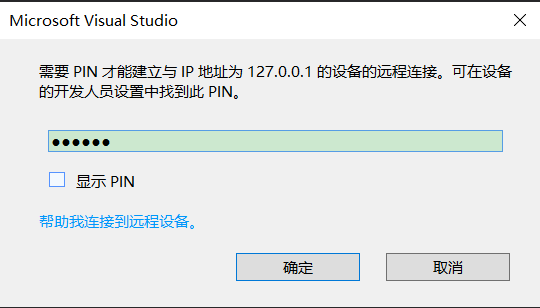 Microsoft Visual Studio
需要 PIN 才能建立与 IP 地址为 127.0.0.1 的设备的远程连接。可在设备
的开发人员设置中找到此 PIN。
●●●●●●
显示 PIN
帮助我连接到远程设备。
确定
取消